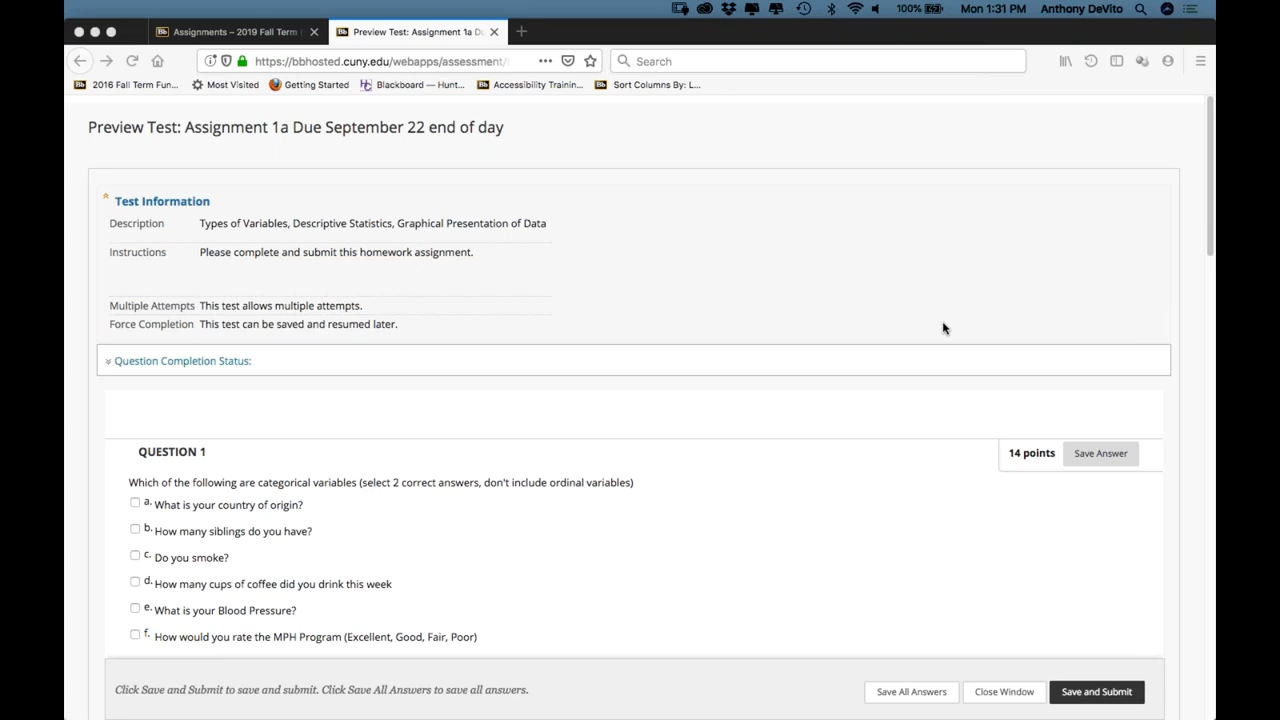 100%
Mon 1:31 PM
Anthony DeVito
Assignments – 2019 Fall Term (
Preview Test: Assignment 1a Du
https://bbhosted.cuny.edu/webapps/assessment/
Search
2016 Fall Term Fun...
Most Visited
Getting Started
Blackboard — Hunt...
Accessibility Trainin...
Sort Columns By: L...
Preview Test: Assignment 1a Due September 22 end of day
Test Information
Description Types of Variables, Descriptive Statistics, Graphical Presentation of Data
Instructions Please complete and submit this homework assignment.
Multiple Attempts This test allows multiple attempts.
Force Completion This test can be saved and resumed later.
Question Completion Status:
QUESTION 1
14 points
Save Answer
Which of the following are categorical variables (select 2 correct answers, don't include ordinal variables)
a. What is your country of origin?
b. How many siblings do you have?
c. Do you smoke?
d. How many cups of coffee did you drink this week
e. What is your Blood Pressure?
f. How would you rate the MPH Program (Excellent, Good, Fair, Poor)
Click Save and Submit to save and submit. Click Save All Answers to save all answers.
Save All Answers
Close Window
Save and Submit